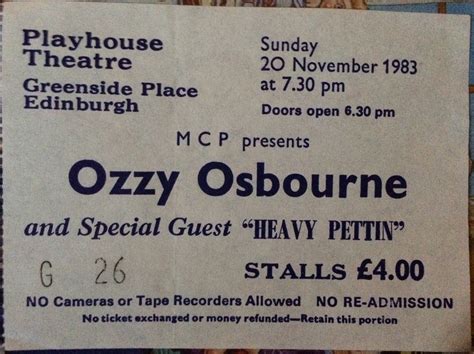 Playhouse Theatre
Greenside Place
Edinburgh
Sunday
20 November 1983
at 7.30 pm
Doors open 6.30 pm
M C P presents
Ozzy Osbourne
and Special Guest “HEAVY PETTIN”
G 26 STALLS £4.00
NO Cameras or Tape Recorders Allowed NO RE-ADMISSION
No ticket exchanged or money refunded—Retain this portion